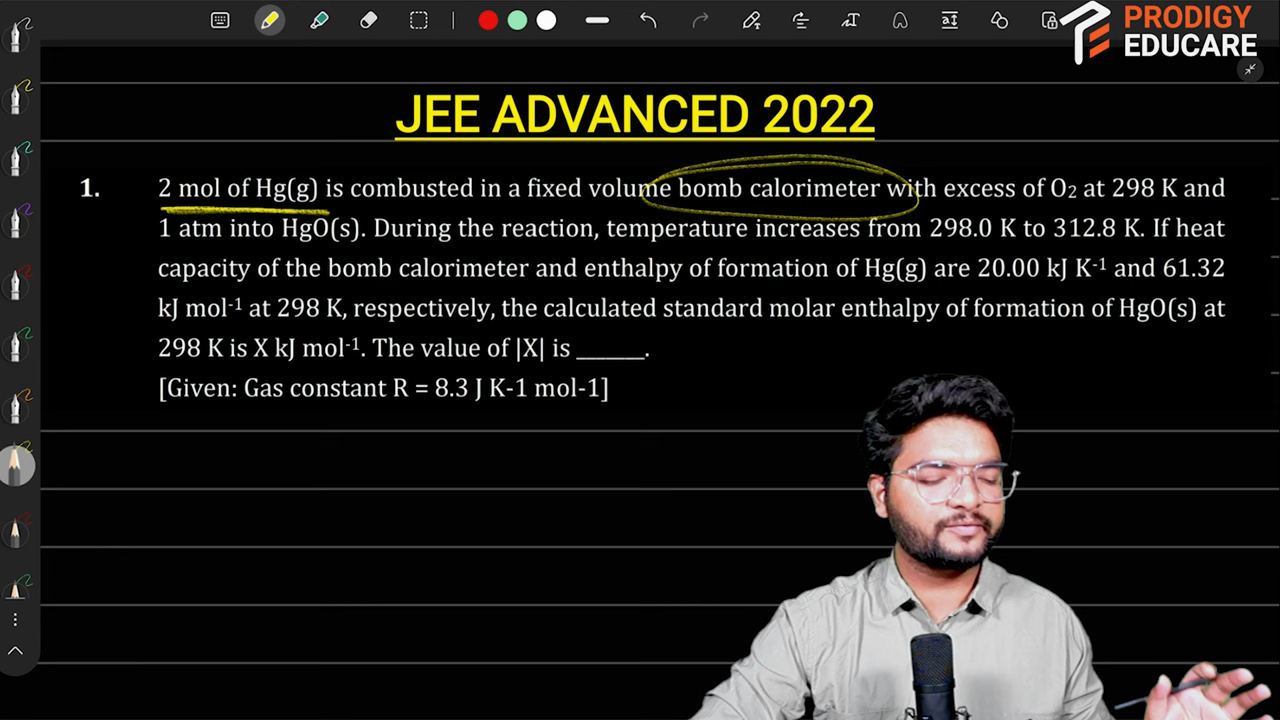 PRODIGY
EDUCARE
JEE ADVANCED 2022
1. 2 mol of Hg(g) is combusted in a fixed volume bomb calorimeter with excess of O₂ at 298 K and
1 atm into HgO(s). During the reaction, temperature increases from 298.0 K to 312.8 K. If heat
capacity of the bomb calorimeter and enthalpy of formation of Hg(g) are 20.00 kJ K⁻¹ and 61.32
kJ mol⁻¹ at 298 K, respectively, the calculated standard molar enthalpy of formation of HgO(s) at
298 K is X kJ mol⁻¹. The value of |X| is ______.
[Given: Gas constant R = 8.3 J K-1 mol-1]